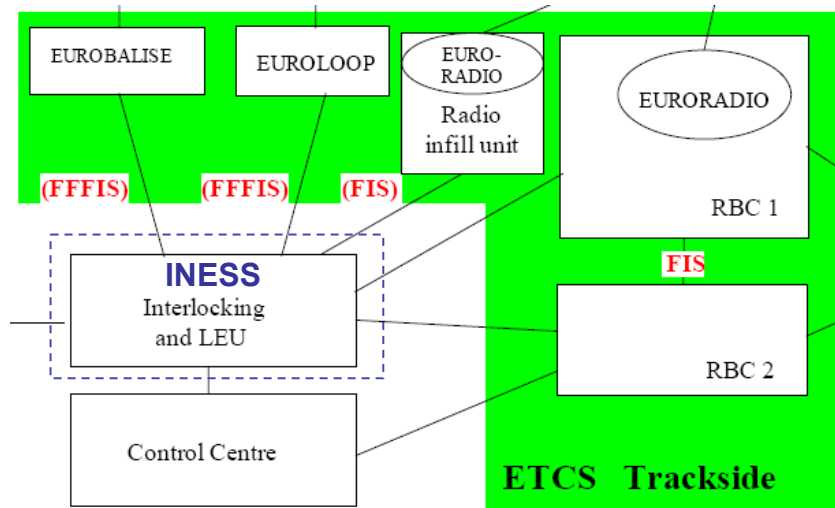 EUROBALISE
EUROLOOP
EURO-
RADIO
Radio
infill unit
EURORADIO
RBC 1
(FFFIS)
(FFFIS)
(FIS)
FIS
INESS
Interlocking
and LEU
RBC 2
Control Centre
ETCS Trackside